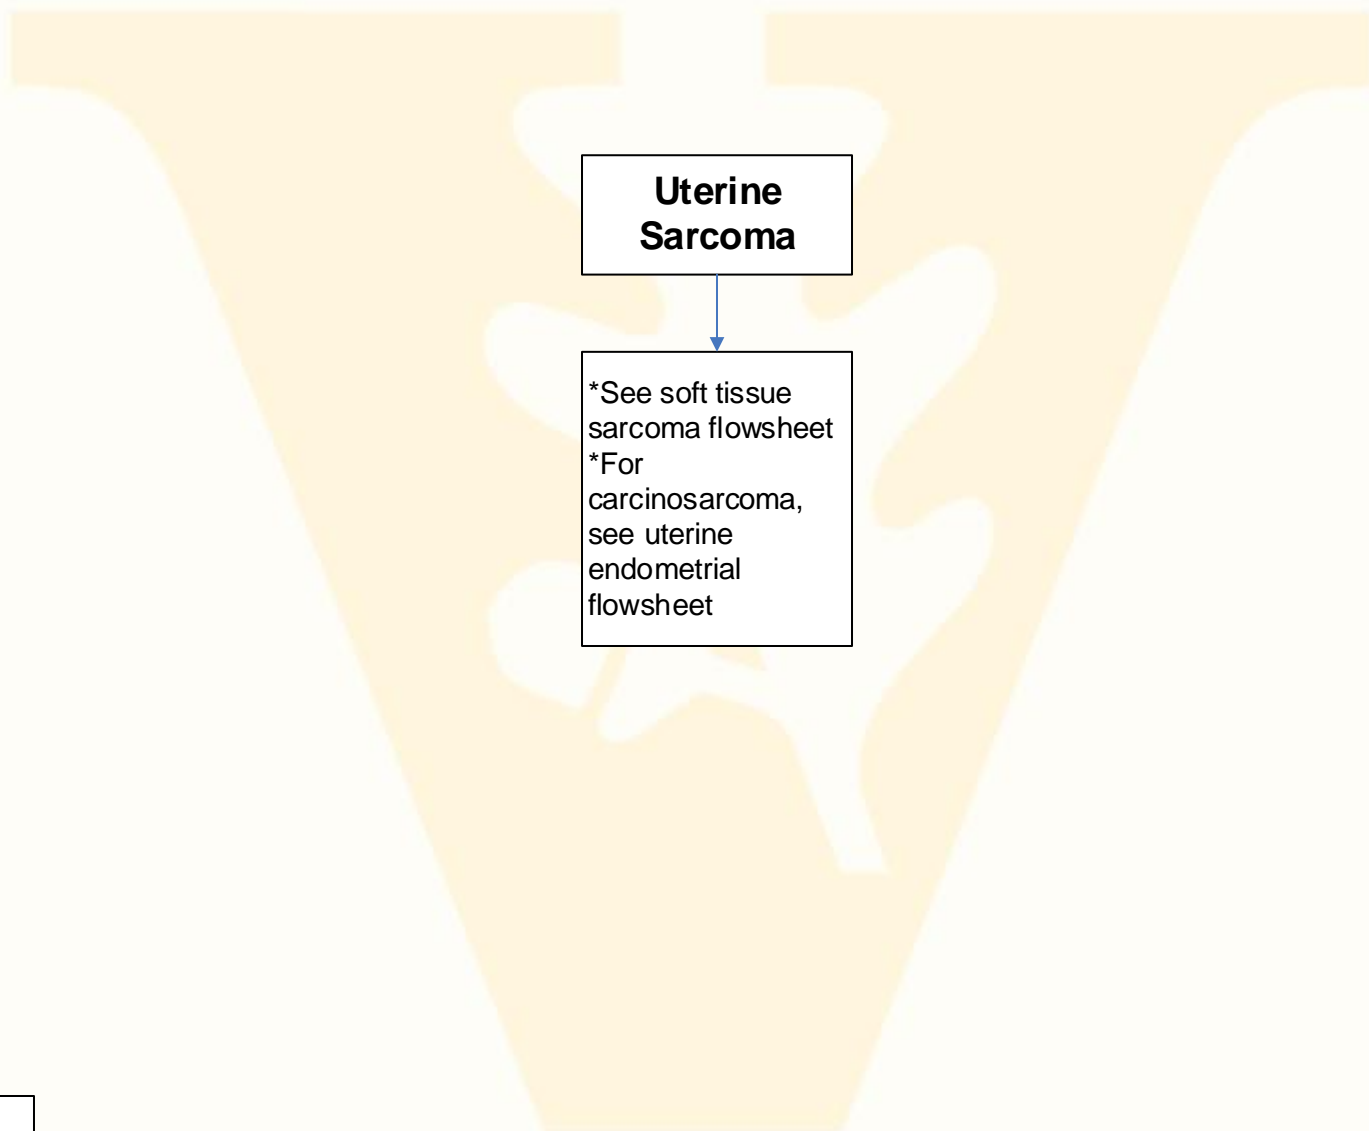 Uterine
Sarcoma
*See soft tissue
sarcoma flowsheet
*For
carcinosarcoma,
see uterine
endometrial
flowsheet